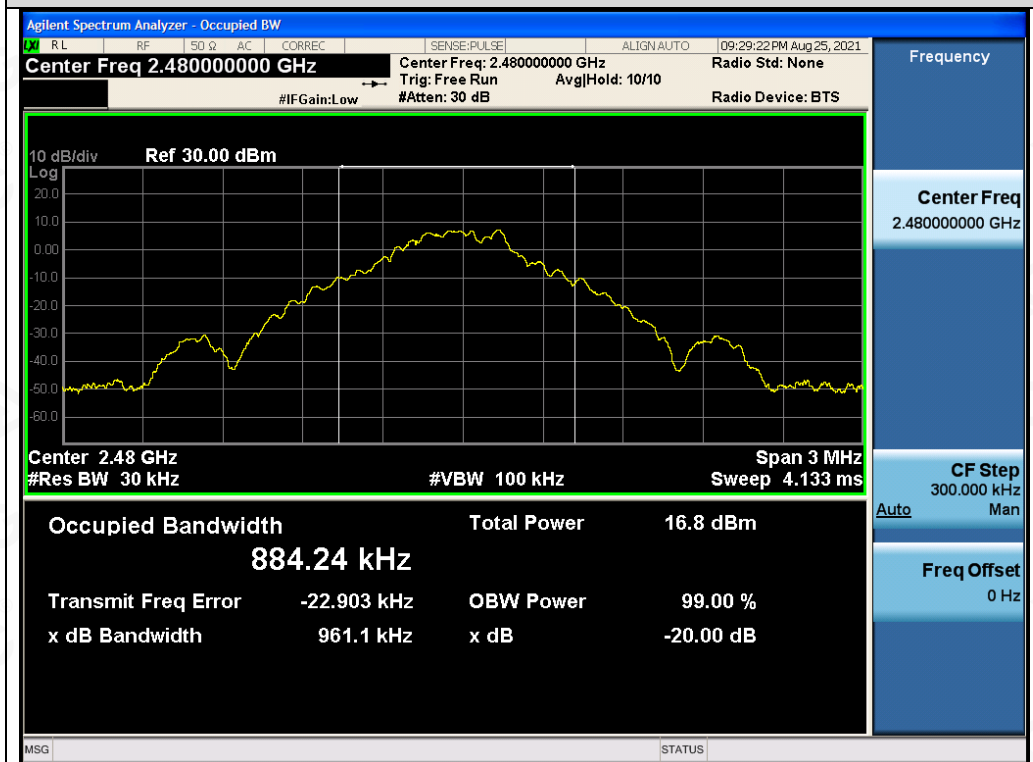 Agilent Spectrum Analyzer - Occupied BW
LXI RL RF 50 Ω AC CORREC SENSE:PULSE ALIGN AUTO 09:29:22 PM Aug 25, 2021
Center Freq 2.480000000 GHz Center Freq: 2.480000000 GHz Radio Std: None
Trig: Free Run Avg|Hold: 10/10
#IFGain:Low #Atten: 30 dB Radio Device: BTS
10 dB/div Ref 30.00 dBm
Log
20.0
10.0
0.00
-10.0
-20.0
-30.0
-40.0
-50.0
-60.0
Center 2.48 GHz Span 3 MHz
#Res BW 30 kHz #VBW 100 kHz Sweep 4.133 ms
Occupied Bandwidth Total Power 16.8 dBm
884.24 kHz
Transmit Freq Error -22.903 kHz OBW Power 99.00 %
x dB Bandwidth 961.1 kHz x dB -20.00 dB
MSG STATUS
Frequency
Center Freq
2.480000000 GHz
CF Step
300.000 kHz
Auto Man
Freq Offset
0 Hz